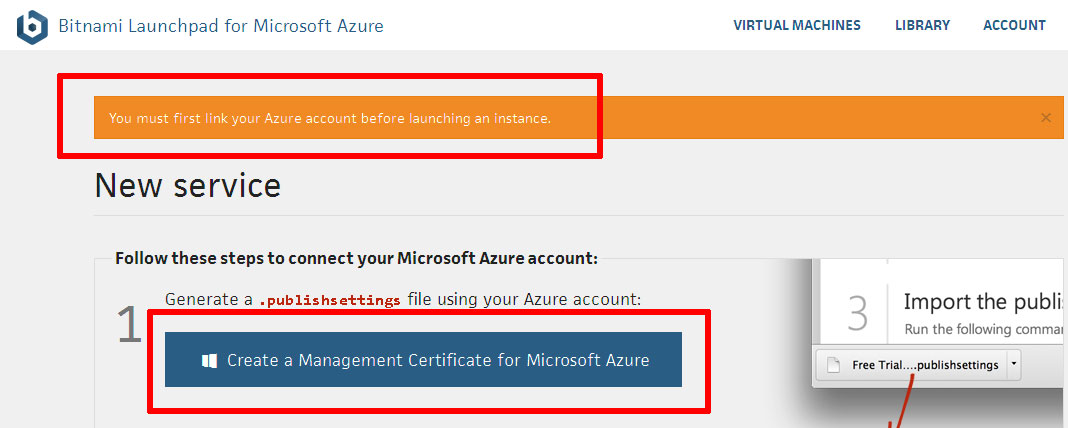 Bitnami Launchpad for Microsoft Azure
VIRTUAL MACHINES LIBRARY ACCOUNT
You must first link your Azure account before launching an instance. ×
New service
Follow these steps to connect your Microsoft Azure account:
1
Generate a .publishsettings file using your Azure account:
Create a Management Certificate for Microsoft Azure
3
Import the publi
Run the following comma
Free Trial....publishsettings